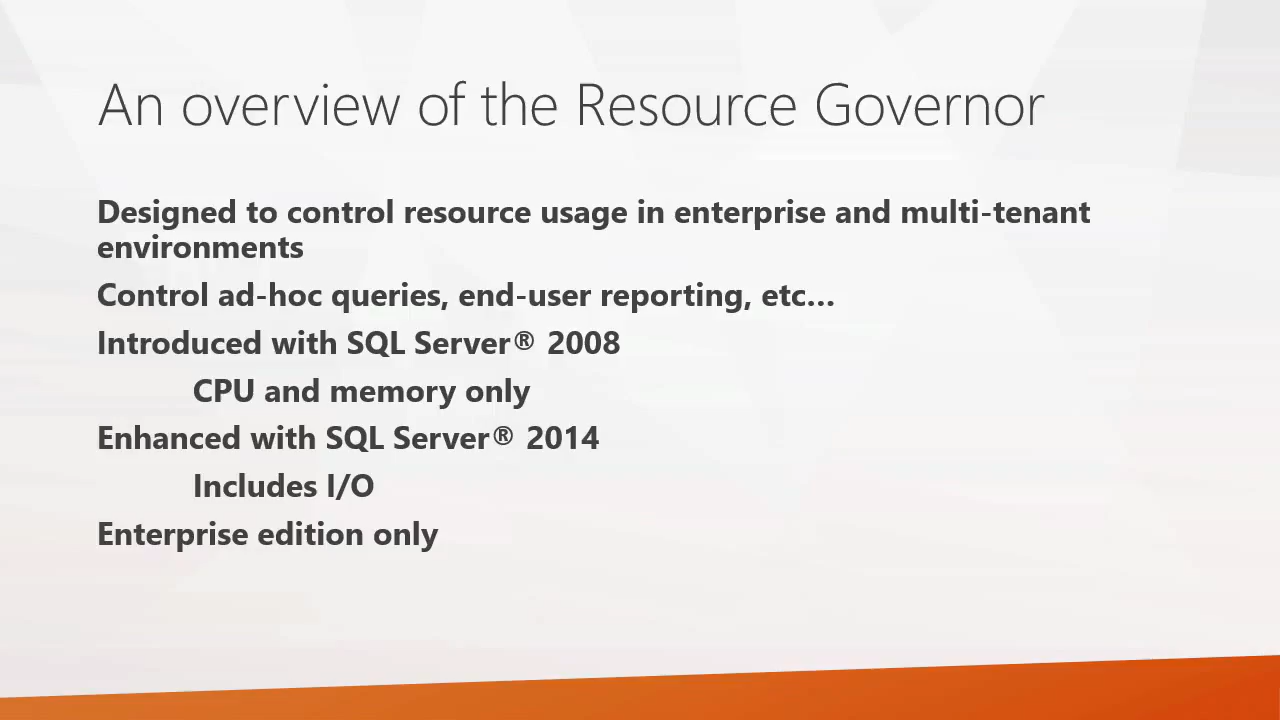 An overview of the Resource Governor
Designed to control resource usage in enterprise and multi-tenant
environments
Control ad-hoc queries, end-user reporting, etc...
Introduced with SQL Server® 2008
CPU and memory only
Enhanced with SQL Server® 2014
Includes I/O
Enterprise edition only